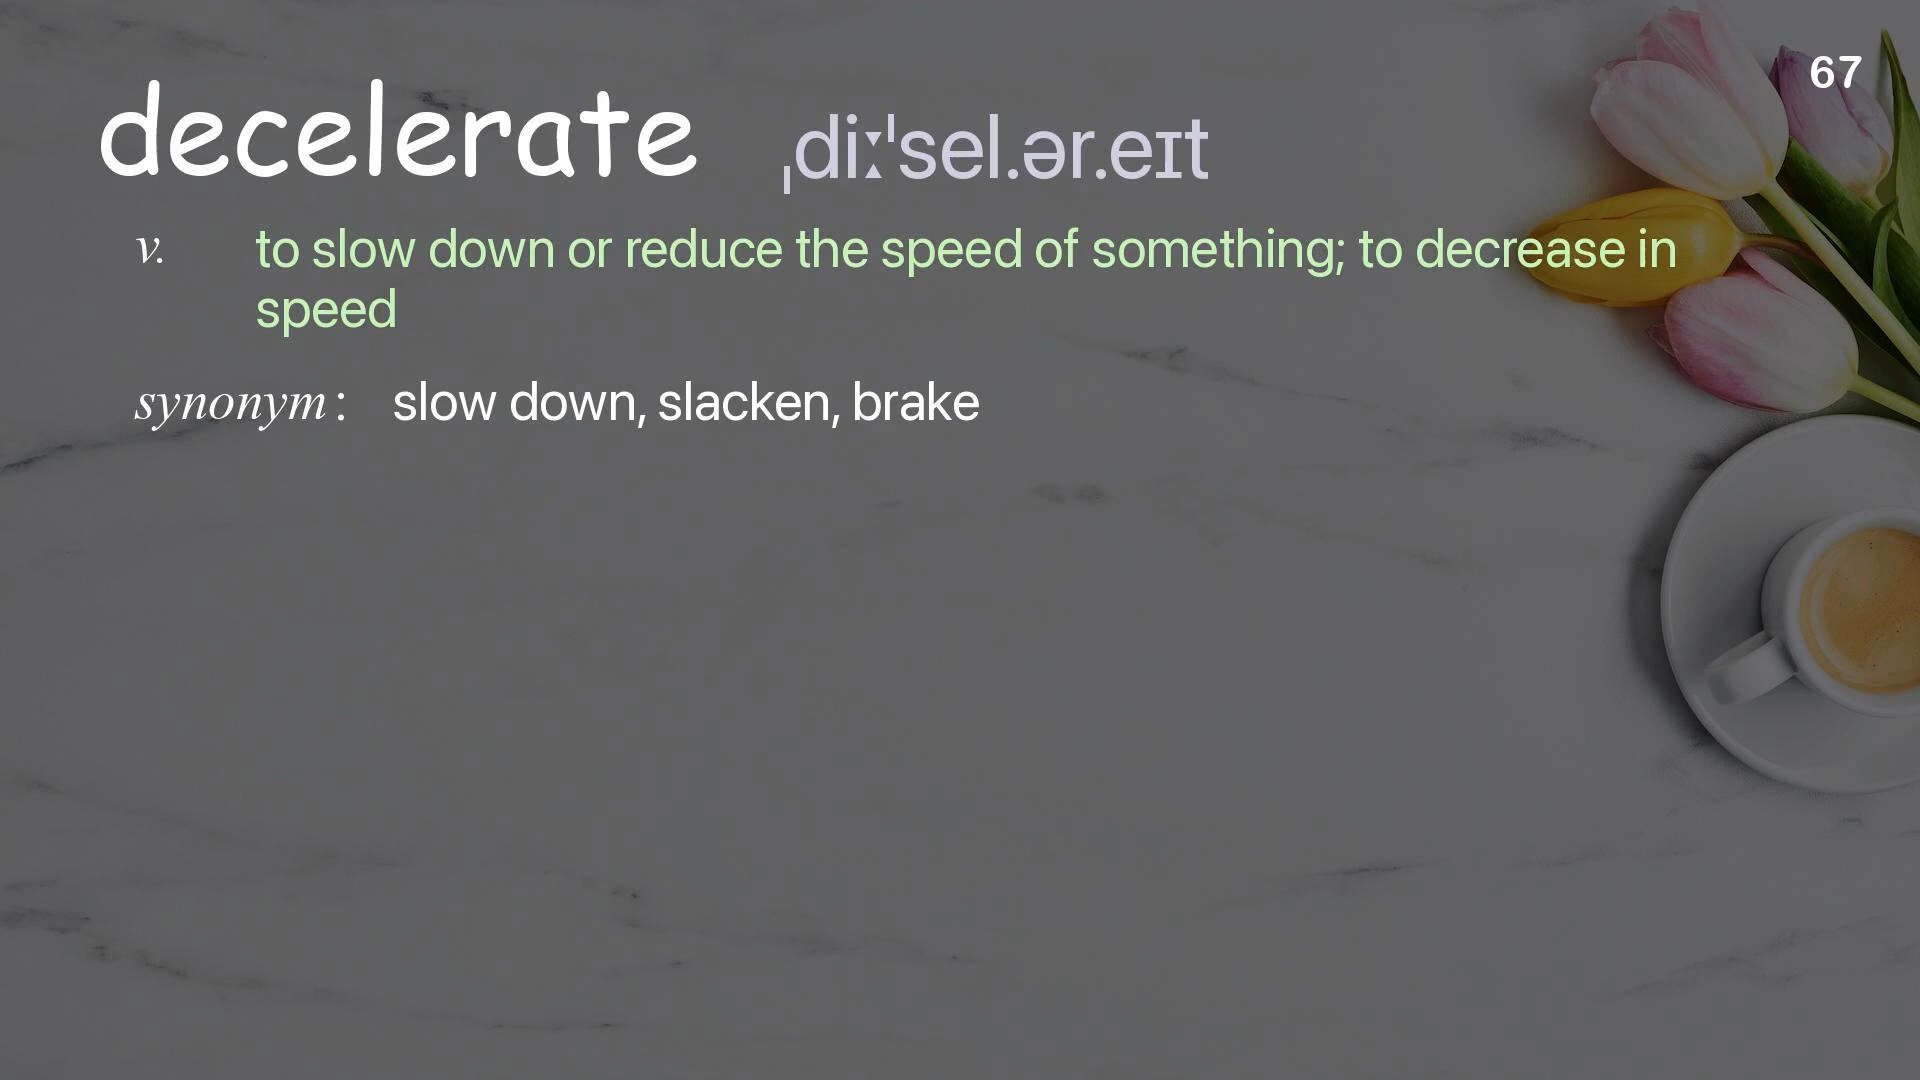 67
decelerate ˌdiːˈsel.ər.eɪt
v. to slow down or reduce the speed of something; to decrease in
speed
synonym: slow down, slacken, brake